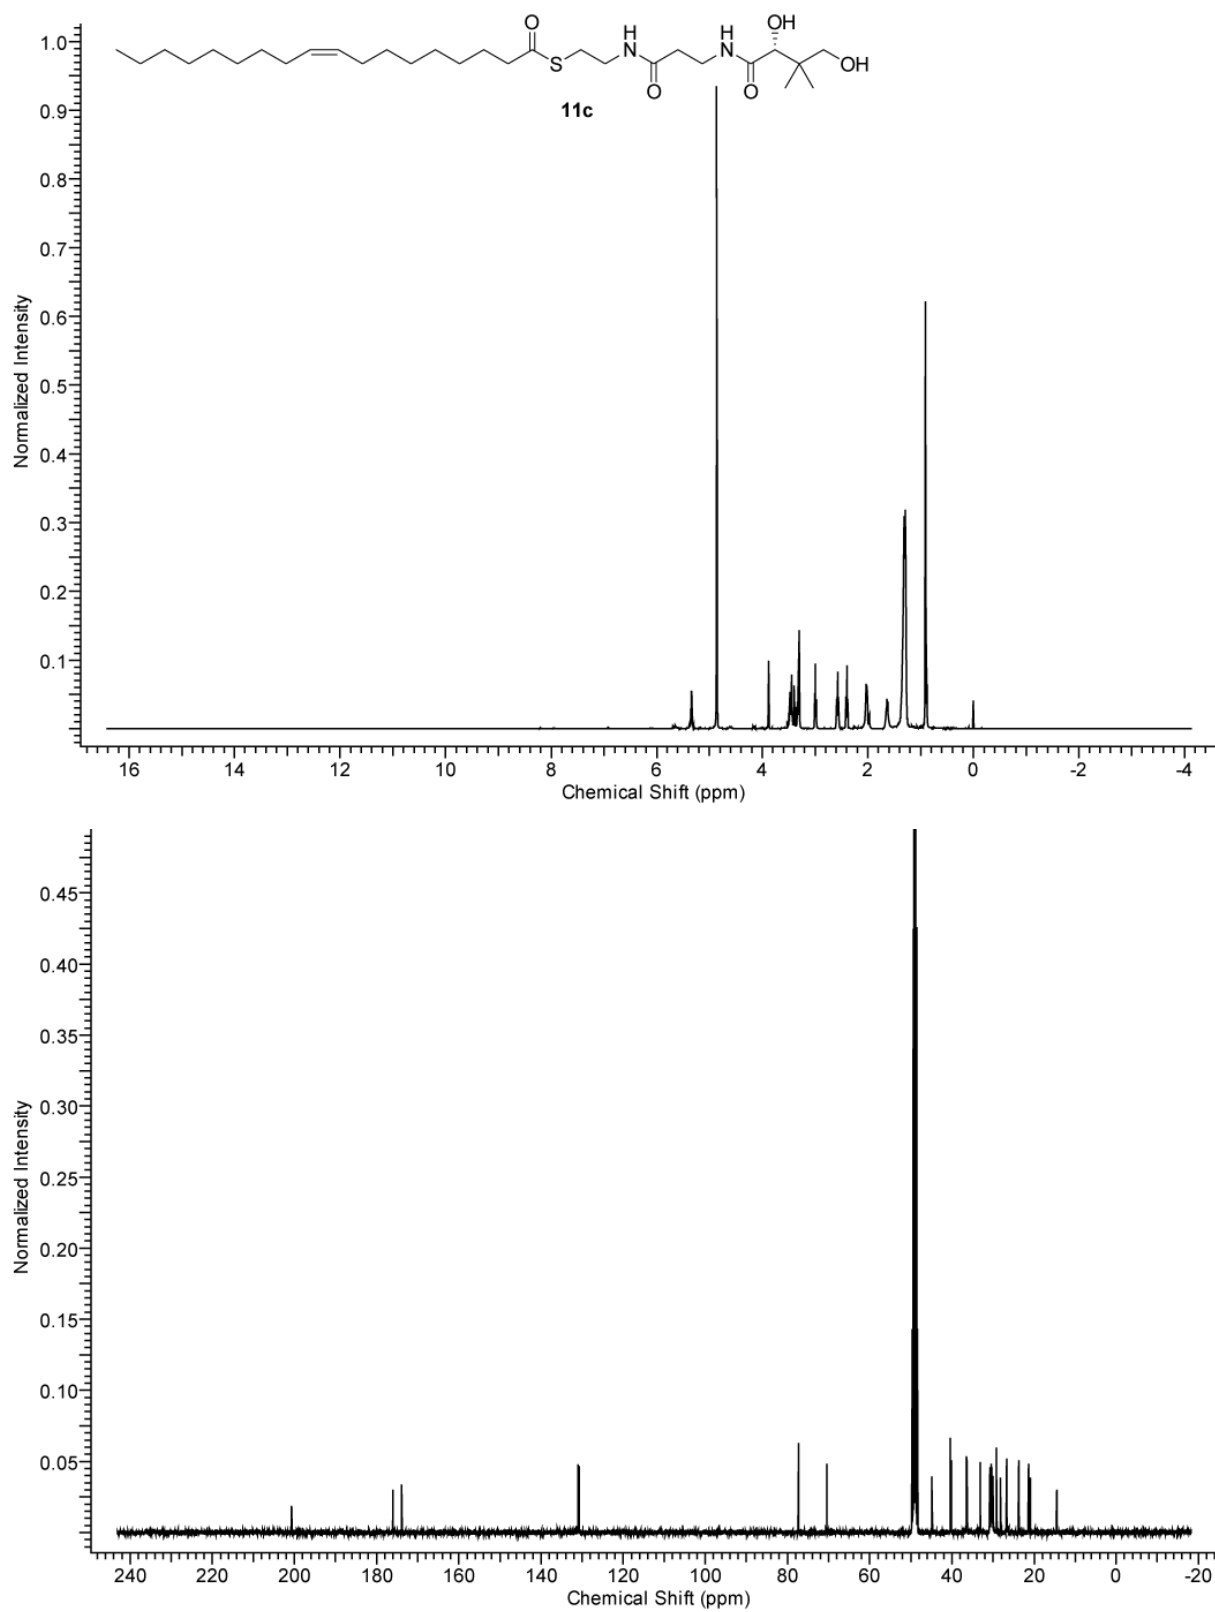 O
OH
H
N
H
N
S
O
O
OH
11c
1.0
0.9
0.8
0.7
0.6
0.5
0.4
0.3
0.2
0.1
Normalized Intensity
16 14 12 10 8 6 4 2 0 -2 -4
Chemical Shift (ppm)
0.45
0.40
0.35
0.30
0.25
0.20
0.15
0.10
0.05
Normalized Intensity
240 220 200 180 160 140 120 100 80 60 40 20 0 -20
Chemical Shift (ppm)